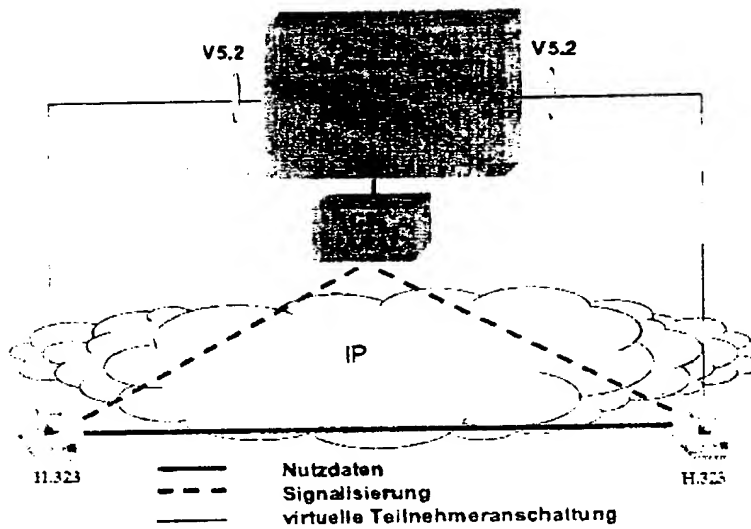 V5.2 V5.2
IP
H.323 H.323
Nutzdaten
Signalisierung
virtuelle Teilnehmeranschaltung